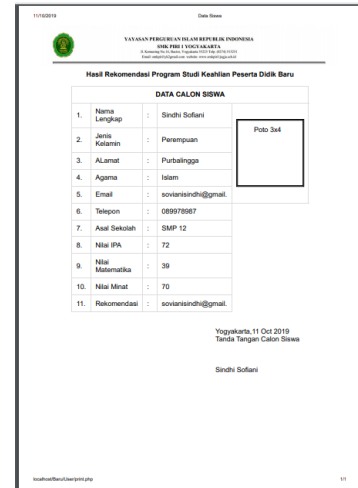 11/10/2019 Data Siswa
YAYASAN PERGURUAN ISLAM REPUBLIK INDONESIA
SMK PIRI 1 YOGYAKARTA
Hasil Rekomendasi Program Studi Keahlian Peserta Didik Baru
DATA CALON SISWA
1. Nama Lengkap : Sindhi Sofiani
Poto 3x4
2. Jenis Kelamin : Perempuan
3. ALamat : Purbalingga
4. Agama : Islam
5. Email : sovianisindhi@gmail.
6. Telepon : 089978987
7. Asal Sekolah : SMP 12
8. Nilai IPA : 72
9. Nilai Matematika : 39
10. Nilai Minat : 70
11. Rekomendasi : sovianisindhi@gmail.
Yogyakarta,11 Oct 2019
Tanda Tangan Calon Siswa
Sindhi Sofiani
localhost/Baru/User/print.php 1/1